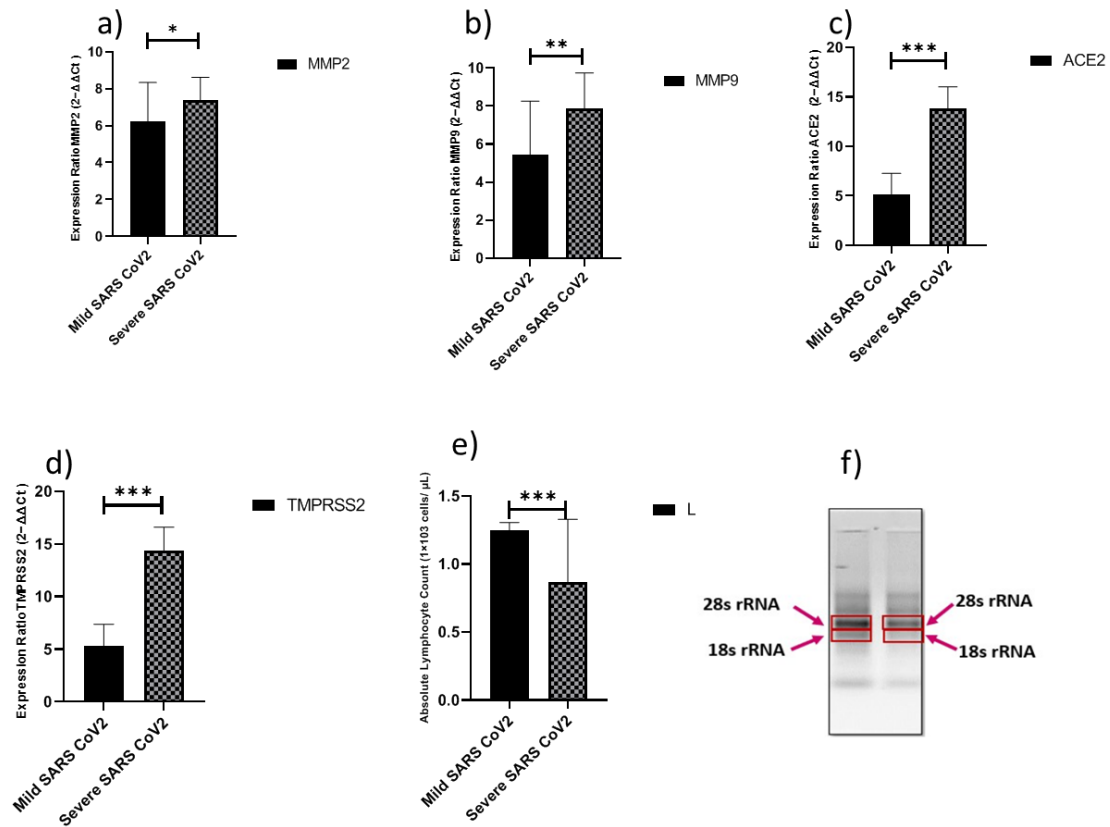 a)
*
Expression Ratio MMP2 (2−ΔΔCt)
10
8
6
4
2
0
Mild SARS CoV2
Severe SARS CoV2
MMP2
b)
**
Expression Ratio MMP9 (2−ΔΔCt )
10
8
6
4
2
0
Mild SARS CoV2
Severe SARS CoV2
MMP9
c)
***
Expression Ratio ACE2 (2−ΔΔCt )
20
15
10
5
0
Mild SARS CoV2
Severe SARS CoV2
ACE2
d)
***
Expression RatioTMPRSS2 (2−ΔΔCt )
20
15
10
5
0
Mild SARS CoV2
Severe SARS CoV2
TMPRSS2
e)
***
Absolute Lymphocyte Count (1×103 cells/ µL)
1.5
1.0
0.5
0.0
Mild SARS CoV2
Severe SARS CoV2
L
f)
28s rRNA
18s rRNA
28s rRNA
18s rRNA